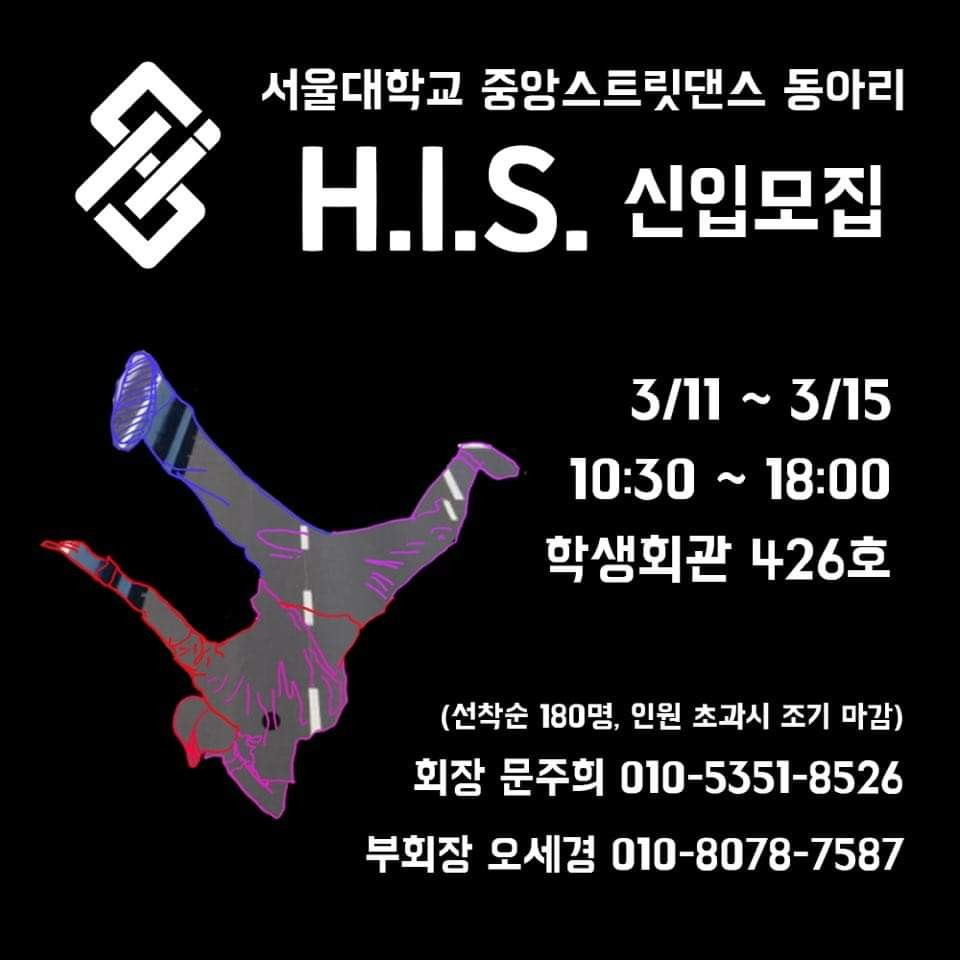 서울대학교 중앙스트릿댄스 동아리
H.I.S. 신입모집
3/11 ~ 3/15
10:30 ~ 18:00
학생회관 426호
(선착순 180명, 인원 초과시 조기 마감)
회장 문주희 010-5351-8526
부회장 오세경 010-8078-7587